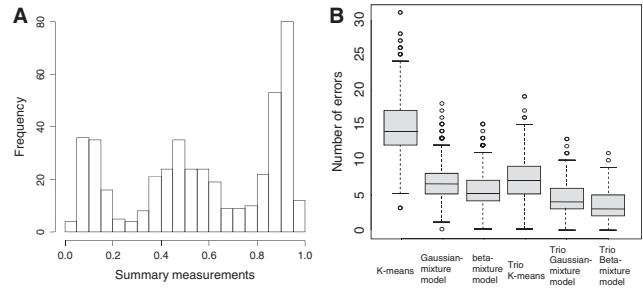 A
B
Frequency
0
20
40
60
80
0.0
0.2
0.4
0.6
0.8
1.0
Summary measurements
Number of errors
0
5
10
15
20
25
30
K-means
Gaussian-
mixture
model
beta-
mixture
model
Trio
K-means
Trio
Gaussian-
mixture
model
Trio
Beta-
mixture
model